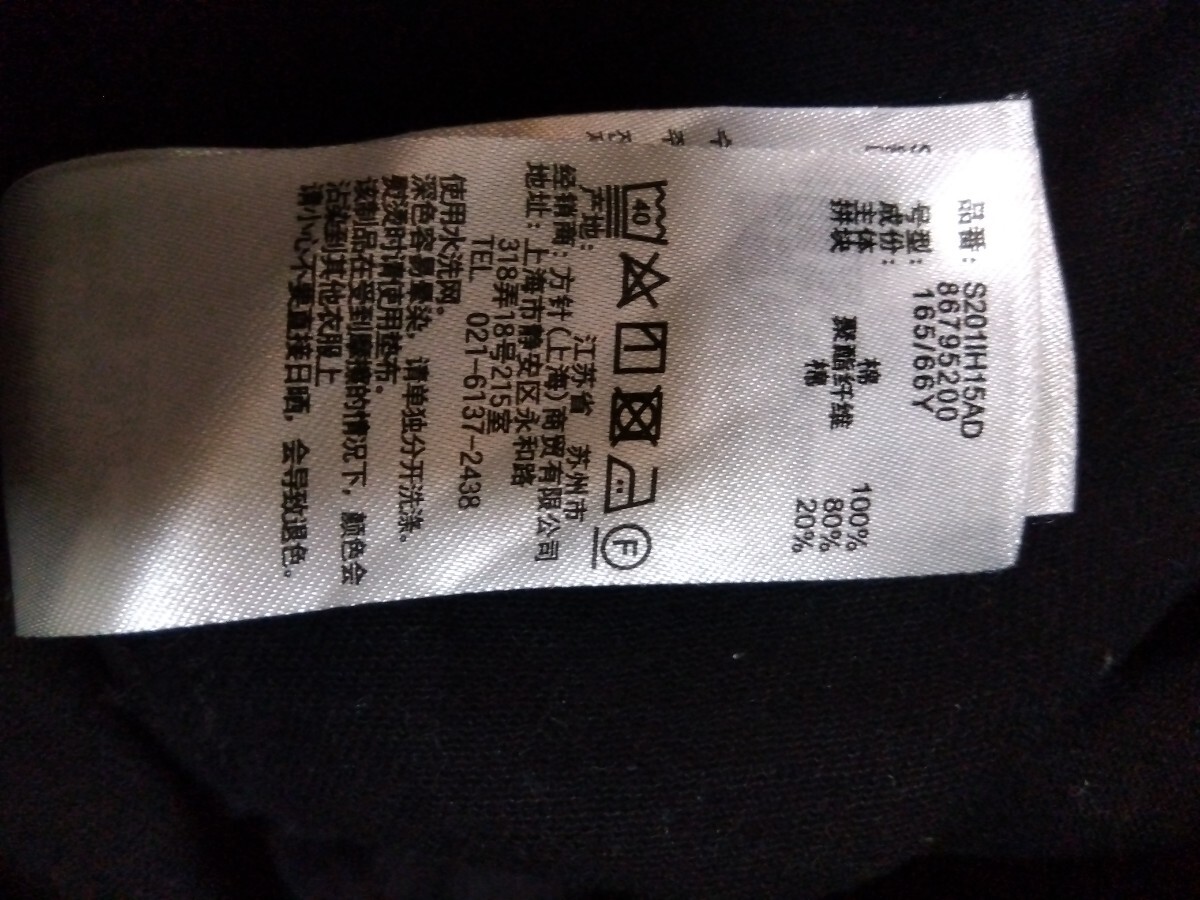 品番: S201IH15AD
86795200
号型: 165/66Y
成份:
主体 棉 100%
拼块 聚酯纤维 80%
棉 20%
40
F
产地: 江苏省 苏州市
经销商: 方针(上海)商贸有限公司
地址: 上海市静安区永和路
318弄18号215室
TEL 021-6137-2438
使用水洗网。
深色容易掉染, 请单独分开洗涤。
熨烫时请使用垫布。
该制品在受到摩擦的情况下, 颜色会
沾染到其他衣服上
请小心不要直接日晒, 会导致退色。